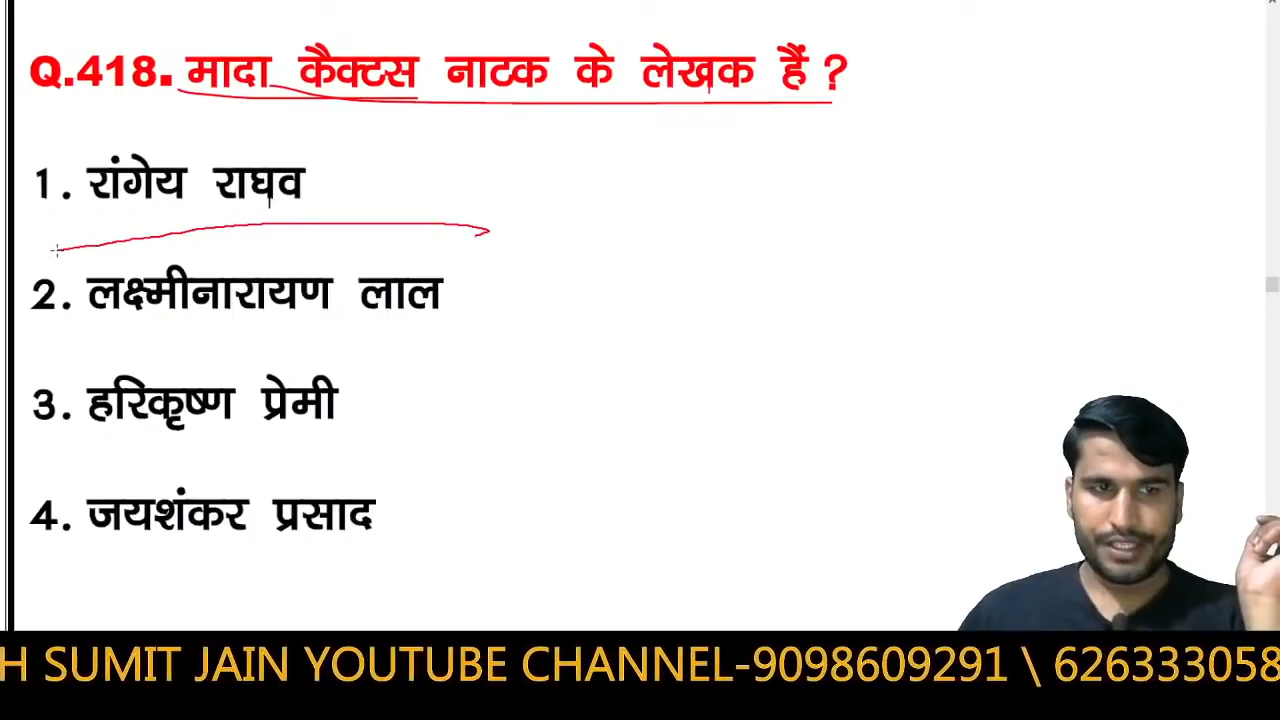 Q.418. मादा कैक्टस नाटक के लेखक हैं ?
1. रांगेय राघव
2. लक्ष्मीनारायण लाल
3. हरिकृष्ण प्रेमी
4. जयशंकर प्रसाद
H SUMIT JAIN YOUTUBE CHANNEL-9098609291 \ 626333058